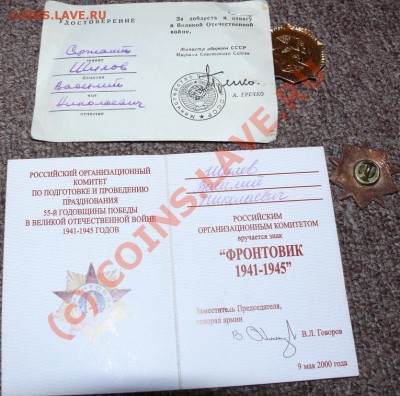 coins.lave.ru
УДОСТОВЕРЕНИЕ
За доблесть и отвагу
в Великой Отечественной
войне.
Сержант
звание
Шилов
фамилия
Василий
имя
Николаевич
отчество
Министр обороны СССР
Маршал Советского Союза
А. ГРЕЧКО
РОССИЙСКИЙ ОРГАНИЗАЦИОННЫЙ
КОМИТЕТ
ПО ПОДГОТОВКЕ И ПРОВЕДЕНИЮ
ПРАЗДНОВАНИЯ
55-й ГОДОВЩИНЫ ПОБЕДЫ
В ВЕЛИКОЙ ОТЕЧЕСТВЕННОЙ ВОЙНЕ
1941-1945 ГОДОВ
Шилов
Василий
Николаевич
РОССИЙСКИМ
ОРГАНИЗАЦИОННЫМ КОМИТЕТОМ
вручается знак
"ФРОНТОВИК
1941-1945"
Заместитель Председателя,
генерал армии
В.Л. Говоров
9 мая 2000 года
(c) COINS.LAVE.RU